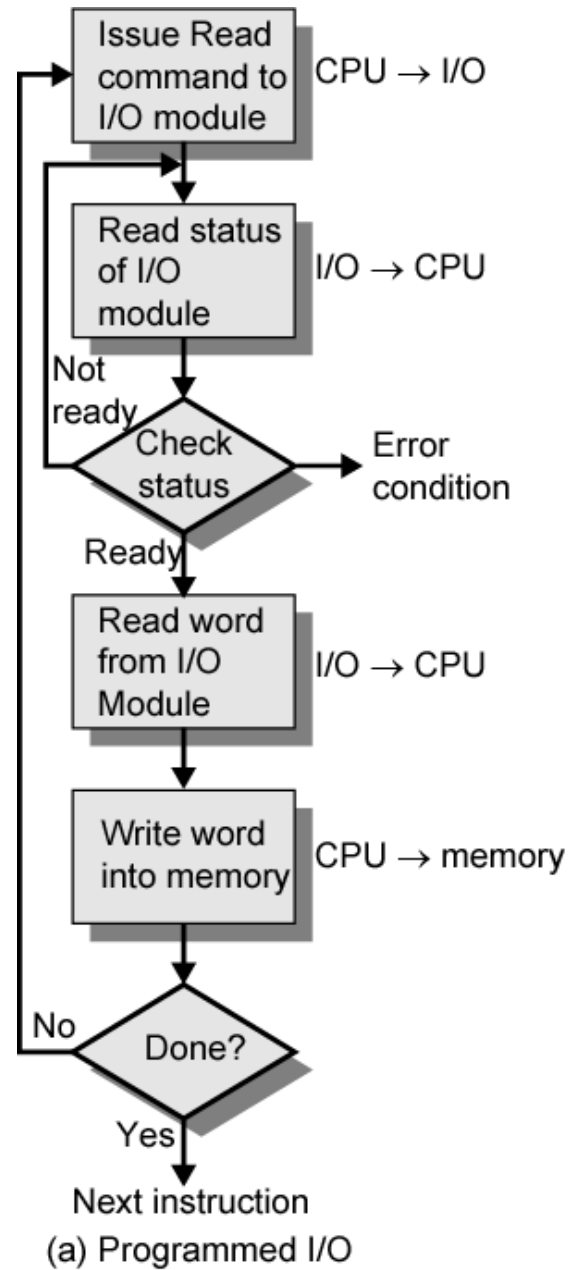 Issue Read
command to
I/O module
CPU → I/O
Read status
of I/O
module
I/O → CPU
Not
ready
Check
status
Error
condition
Ready
Read word
from I/O
Module
I/O → CPU
Write word
into memory
CPU → memory
No
Done?
Yes
Next instruction
(a) Programmed I/O